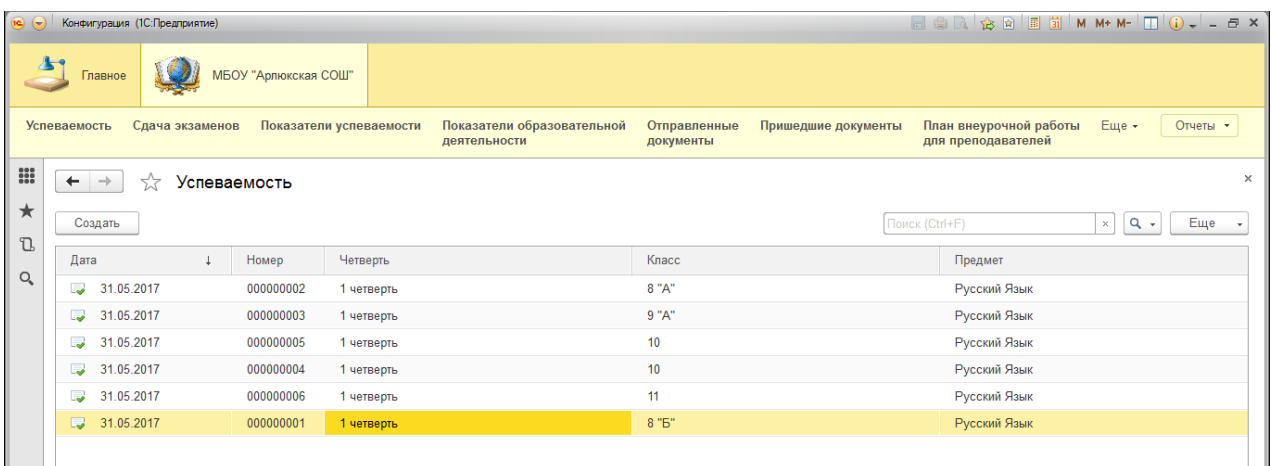 Конфигурация (1С:Предприятие) M M+ M-
Главное МБОУ "Арлюкская СОШ"
Успеваемость Сдача экзаменов Показатели успеваемости Показатели образовательной Отправленные Пришедшие документы План внеурочной работы Еще Отчеты
деятельности документы для преподавателей
Успеваемость
Создать Поиск (Ctrl+F) Еще
Дата Номер Четверть Класс Предмет
31.05.2017 000000002 1 четверть 8 "А" Русский Язык
31.05.2017 000000003 1 четверть 9 "А" Русский Язык
31.05.2017 000000005 1 четверть 10 Русский Язык
31.05.2017 000000004 1 четверть 10 Русский Язык
31.05.2017 000000006 1 четверть 11 Русский Язык
31.05.2017 000000001 1 четверть 8 "Б" Русский Язык